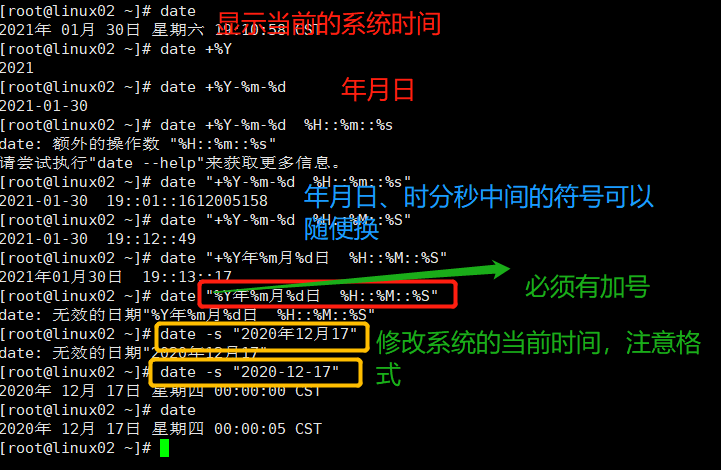 [root@linux02 ~]# date
显示当前的系统时间
2021年 01月 30日 星期六 19:10:58 CST
[root@linux02 ~]# date +%Y
2021
[root@linux02 ~]# date +%Y-%m-%d
年月日
2021-01-30
[root@linux02 ~]# date +%Y-%m-%d  %H::%m::%s
date: 额外的操作数 "%H::%m::%s"
请尝试执行"date --help"来获取更多信息。
[root@linux02 ~]# date "+%Y-%m-%d  %H::%m::%s"
2021-01-30  19::01::1612005158
年月日、时分秒中间的符号可以
随便换
[root@linux02 ~]# date "+%Y-%m-%d  %H::%M::%S"
2021-01-30  19::12::49
[root@linux02 ~]# date "+%Y年%m月%d日  %H::%M::%S"
2021年01月30日  19::13::17
[root@linux02 ~]# date "%Y年%m月%d日  %H::%M::%S"
必须有加号
date: 无效的日期"%Y年%m月%d日  %H::%M::%S"
[root@linux02 ~]# date -s "2020年12月17"
修改系统的当前时间，注意格
式
date: 无效的日期"2020年12月17"
[root@linux02 ~]# date -s "2020-12-17"
2020年 12月 17日 星期四 00:00:00 CST
[root@linux02 ~]# date
2020年 12月 17日 星期四 00:00:05 CST
[root@linux02 ~]#